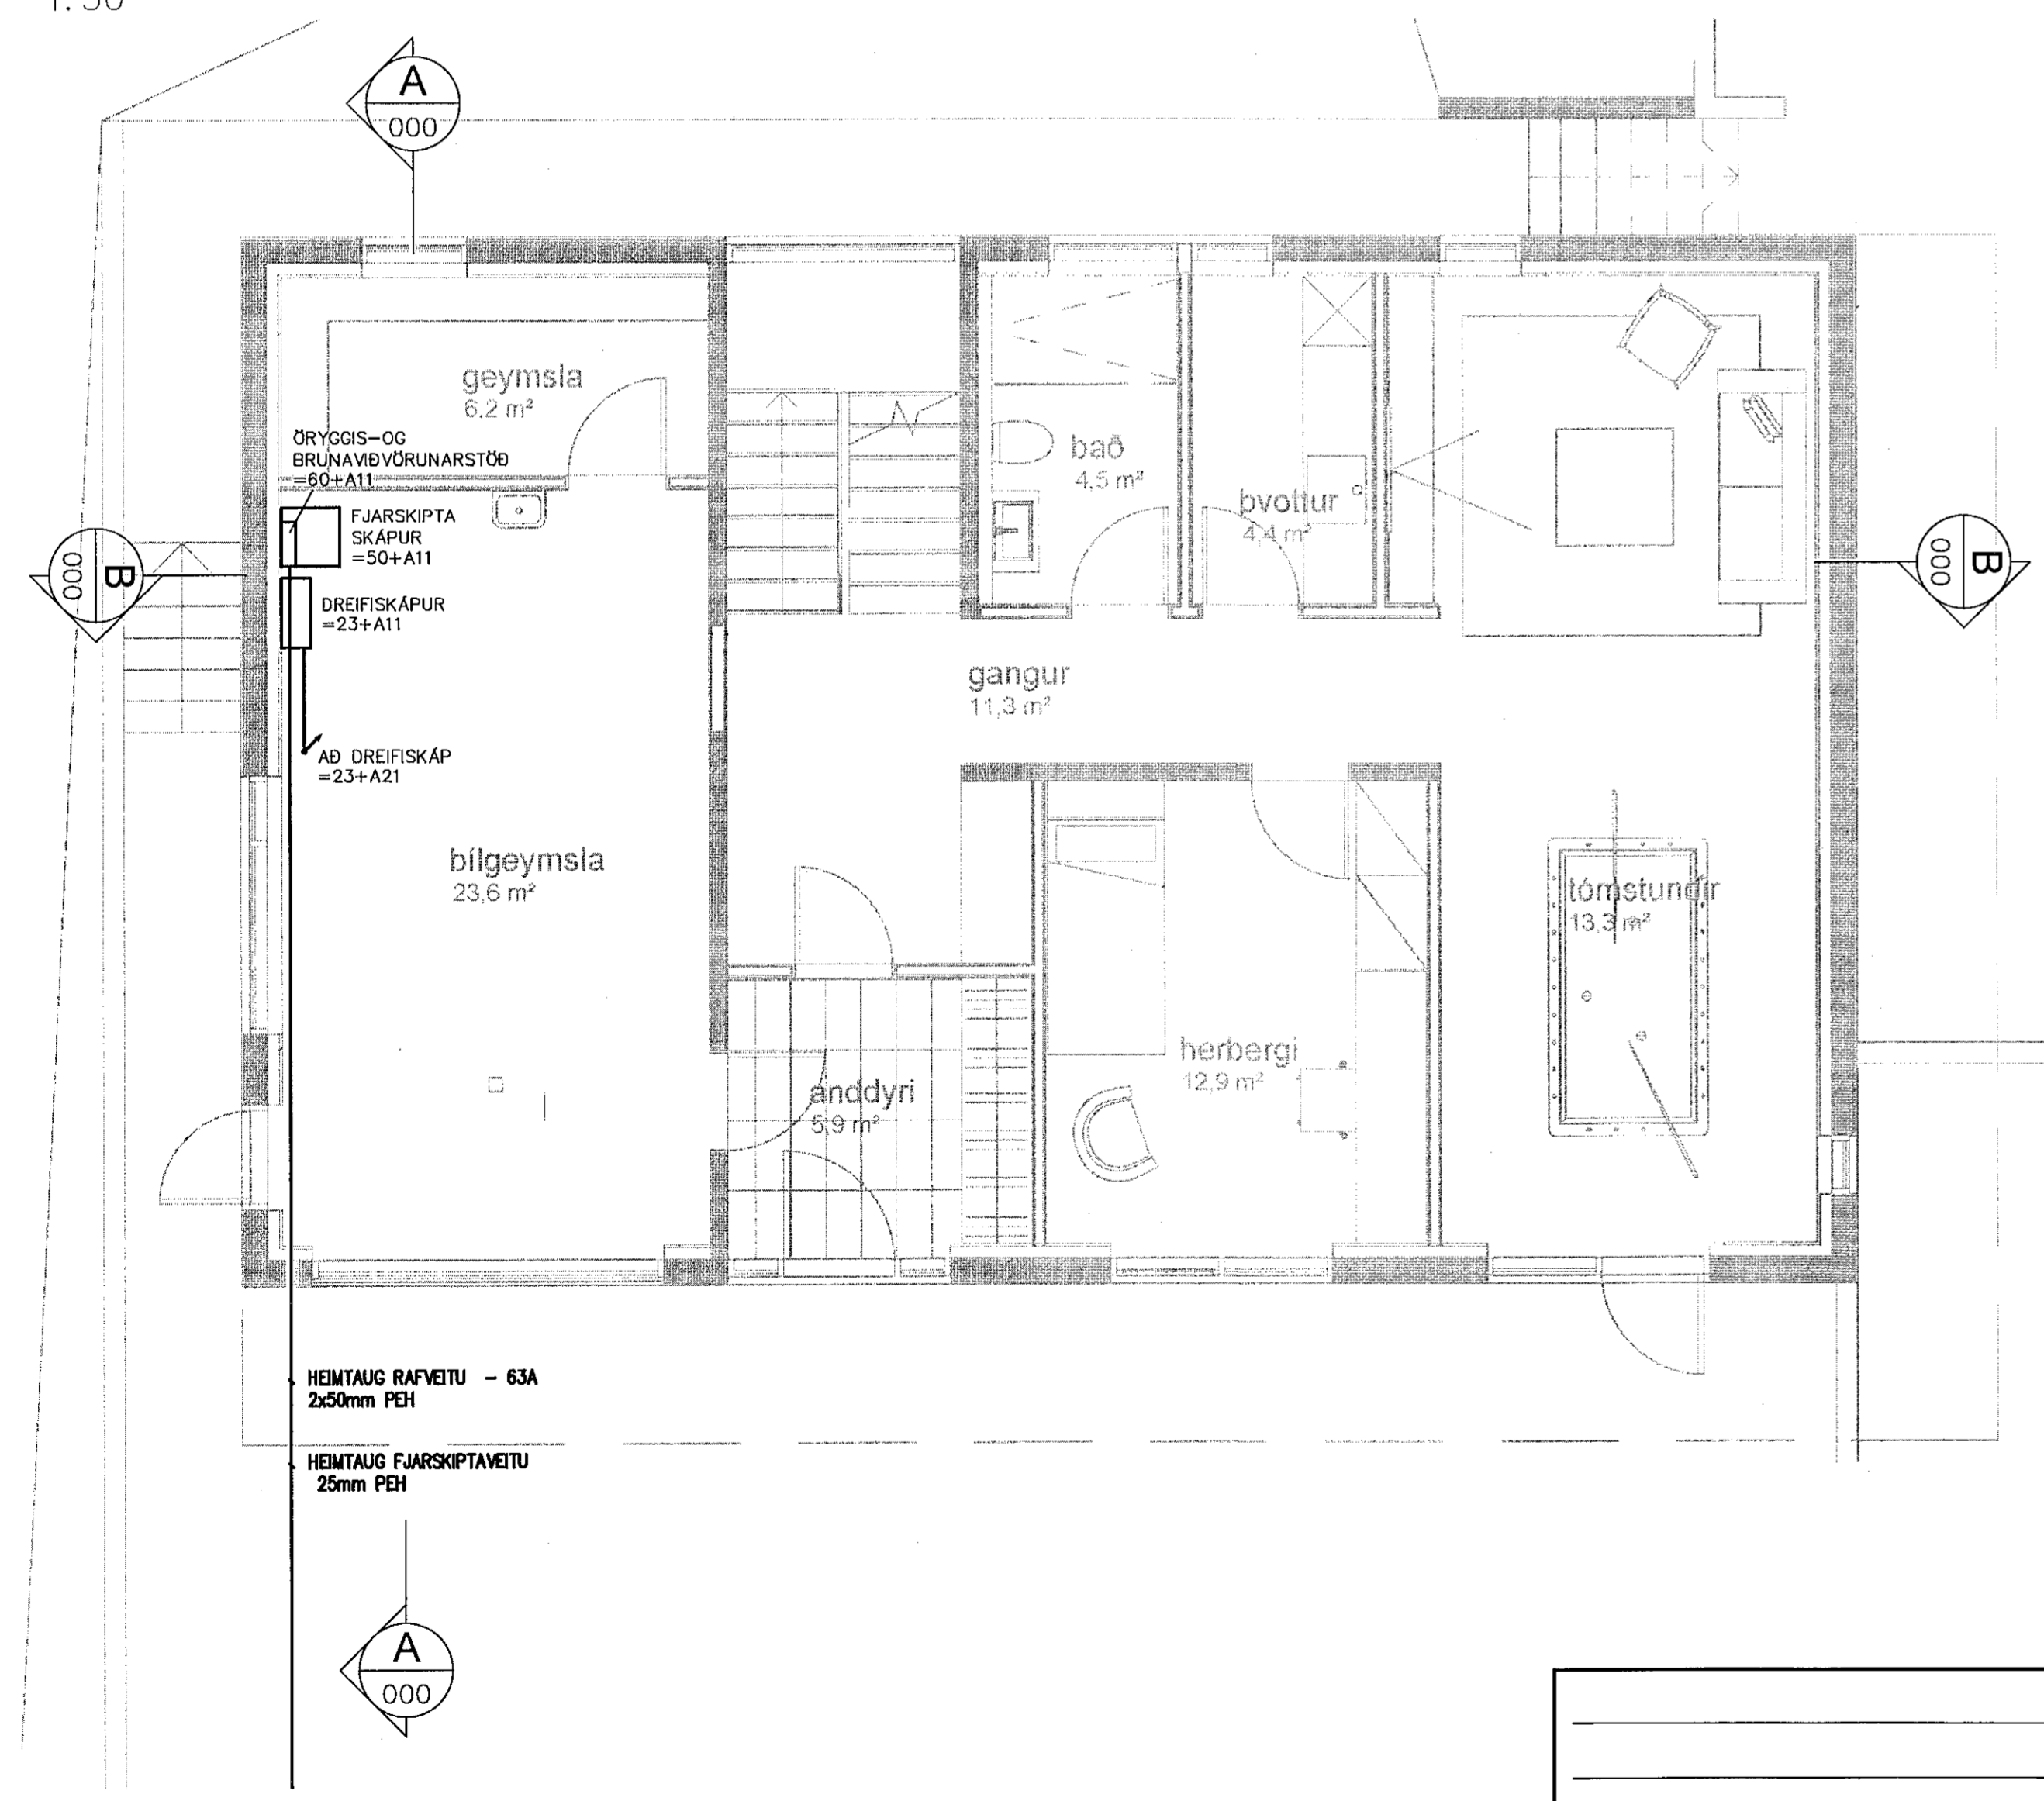 A
000
geymsla
6.2 m²
ÖRYGGIS-OG
BRUNAVIÐVÖRUNARSTÖÐ
=60+A11
FJARSKIPTA
SKÁPUR
=50+A11
bað
4,5 m²
þvottur
4,4 m²
B
000
B
000
DREIFISKÁPUR
=23+A11
gangur
11,3 m²
AÐ DREIFISKÁP
=23+A21
bílgeymsla
23,6 m²
tómstundir
13,3 m²
herbergi
12,9 m²
anddyri
5,9 m²
HEIMTAUG RAFVEITU - 63A
2x50mm PEH
HEIMTAUG FJARSKIPTAVEITU
25mm PEH
A
000